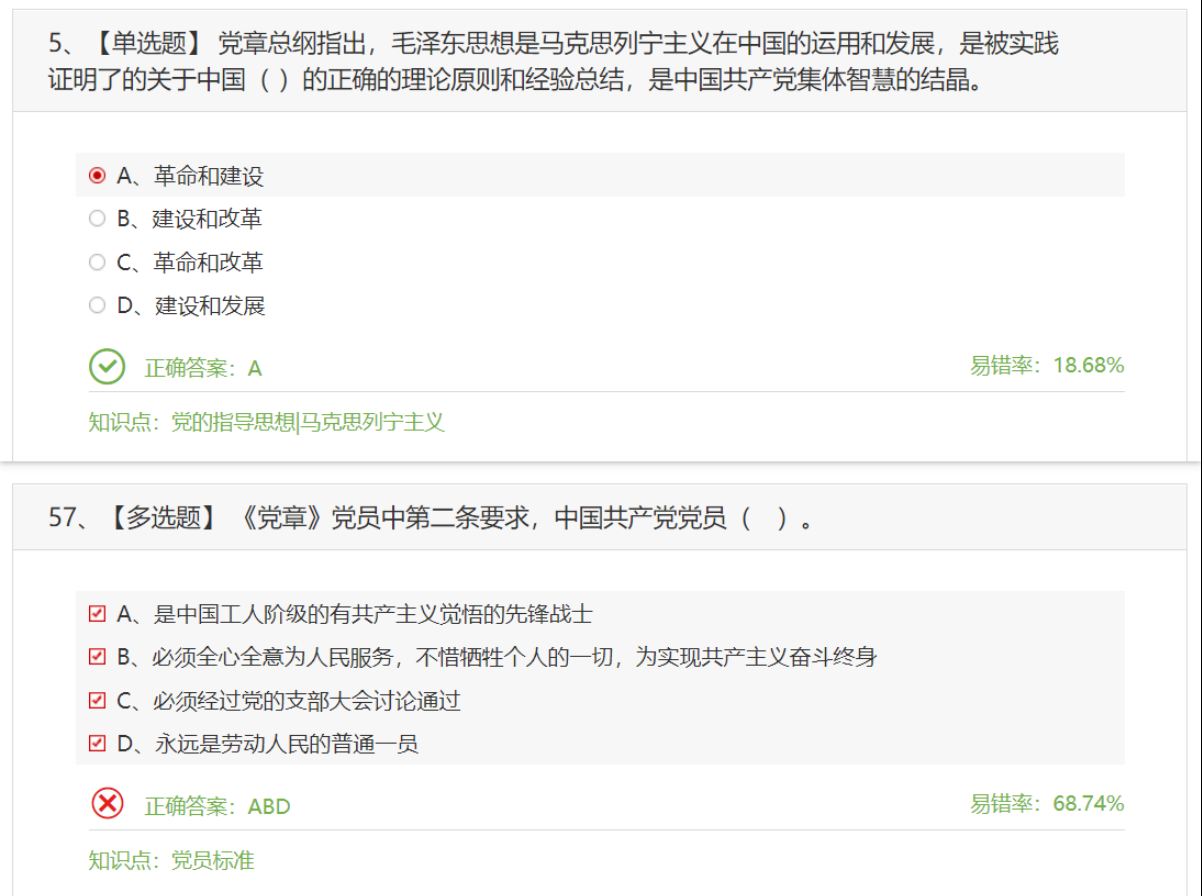 5、【单选题】 党章总纲指出，毛泽东思想是马克思列宁主义在中国的运用和发展，是被实践
证明了的关于中国（ ）的正确的理论原则和经验总结，是中国共产党集体智慧的结晶。
A、革命和建设
B、建设和改革
C、革命和改革
D、建设和发展
正确答案：A
易错率：18.68%
知识点：党的指导思想|马克思列宁主义
57、【多选题】 《党章》党员中第二条要求，中国共产党党员（　）。
A、是中国工人阶级的有共产主义觉悟的先锋战士
B、必须全心全意为人民服务，不惜牺牲个人的一切，为实现共产主义奋斗终身
C、必须经过党的支部大会讨论通过
D、永远是劳动人民的普通一员
正确答案：ABD
易错率：68.74%
知识点：党员标准